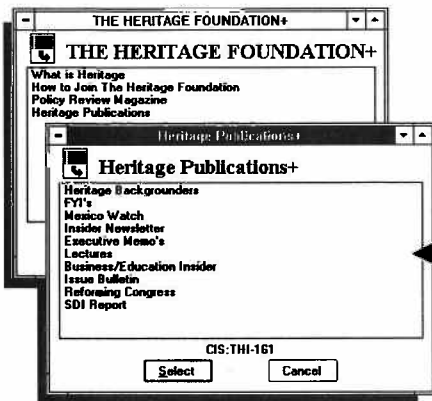 THE HERITAGE FOUNDATION+
THE HERITAGE FOUNDATION+
What is Heritage
How to Join The Heritage Foundation
Policy Review Magazine
Heritage Publications
Heritage Publications+
Heritage Publications+
Heritage Backgrounders
FYI's
Mexico Watch
Insider Newsletter
Executive Memo's
Lectures
Business/Education Insider
Issue Bulletin
Reforming Congress
SDI Report
CIS:THI-161
Select
Cancel